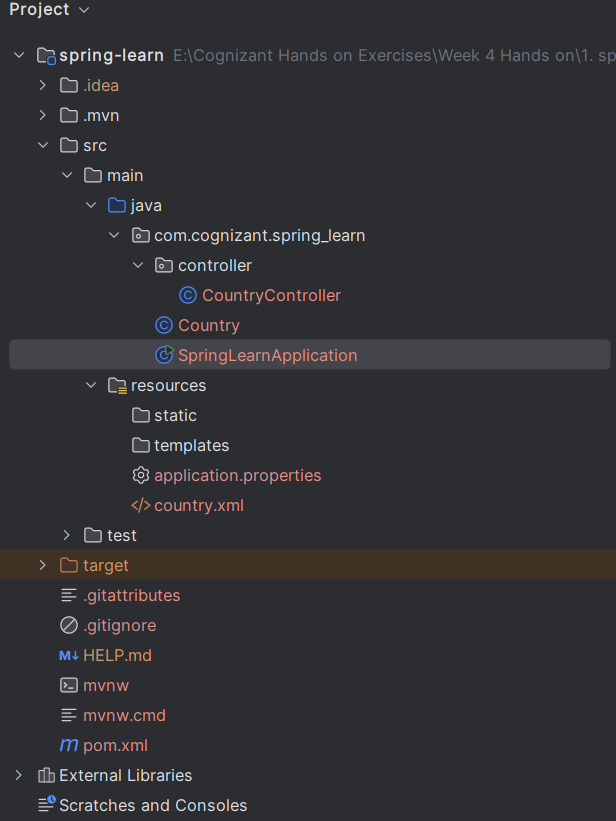 Project
spring-learn E:\Cognizant Hands on Exercises\Week 4 Hands on\1. sp
.idea
.mvn
src
main
java
com.cognizant.spring_learn
controller
CountryController
Country
SpringLearnApplication
resources
static
templates
application.properties
country.xml
test
target
.gitattributes
.gitignore
HELP.md
mvnw
mvnw.cmd
pom.xml
External Libraries
Scratches and Consoles